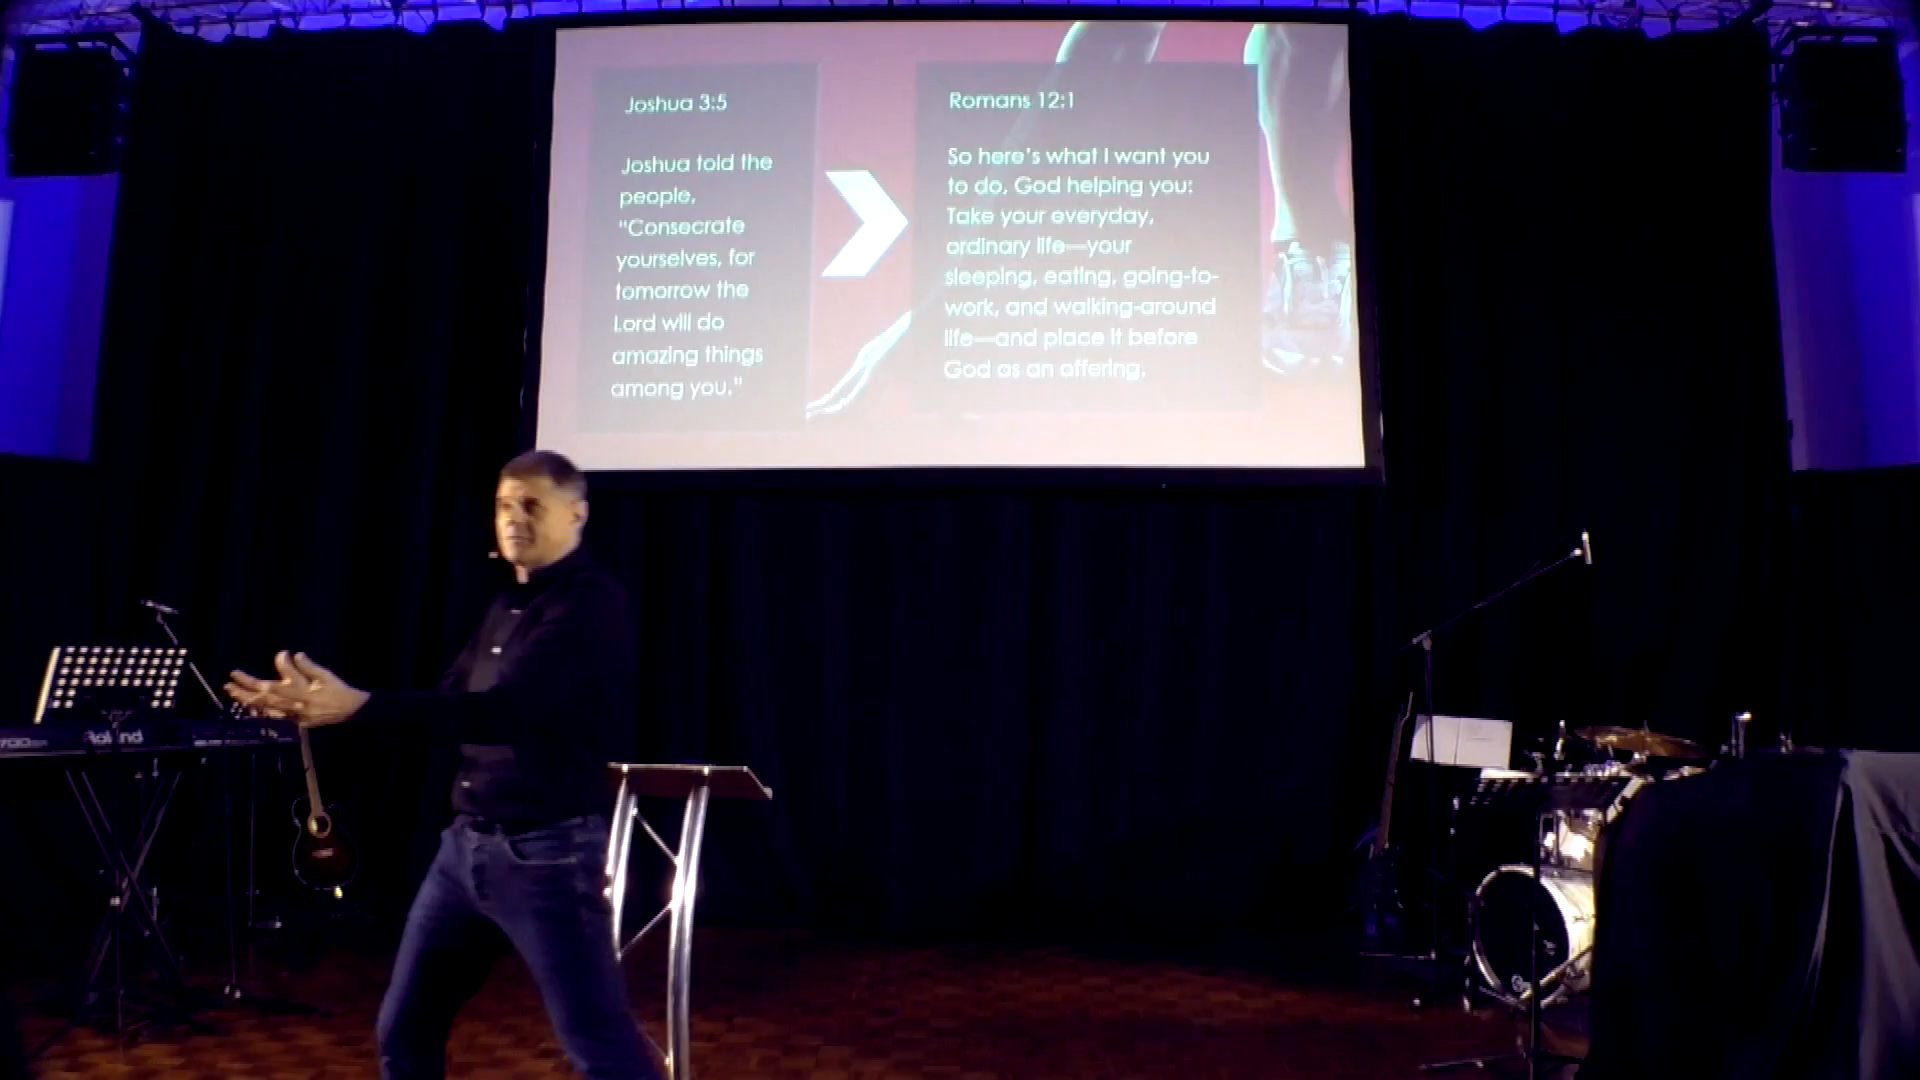 Joshua 3:5
Joshua told the
people,
"Consecrate
yourselves, for
tomorrow the
Lord will do
amazing things
among you."
Romans 12:1
So here's what I want you
to do, God helping you:
Take your everyday,
ordinary life—your
sleeping, eating, going-to-
work, and walking-around
life—and place it before
God as an offering.
Roland